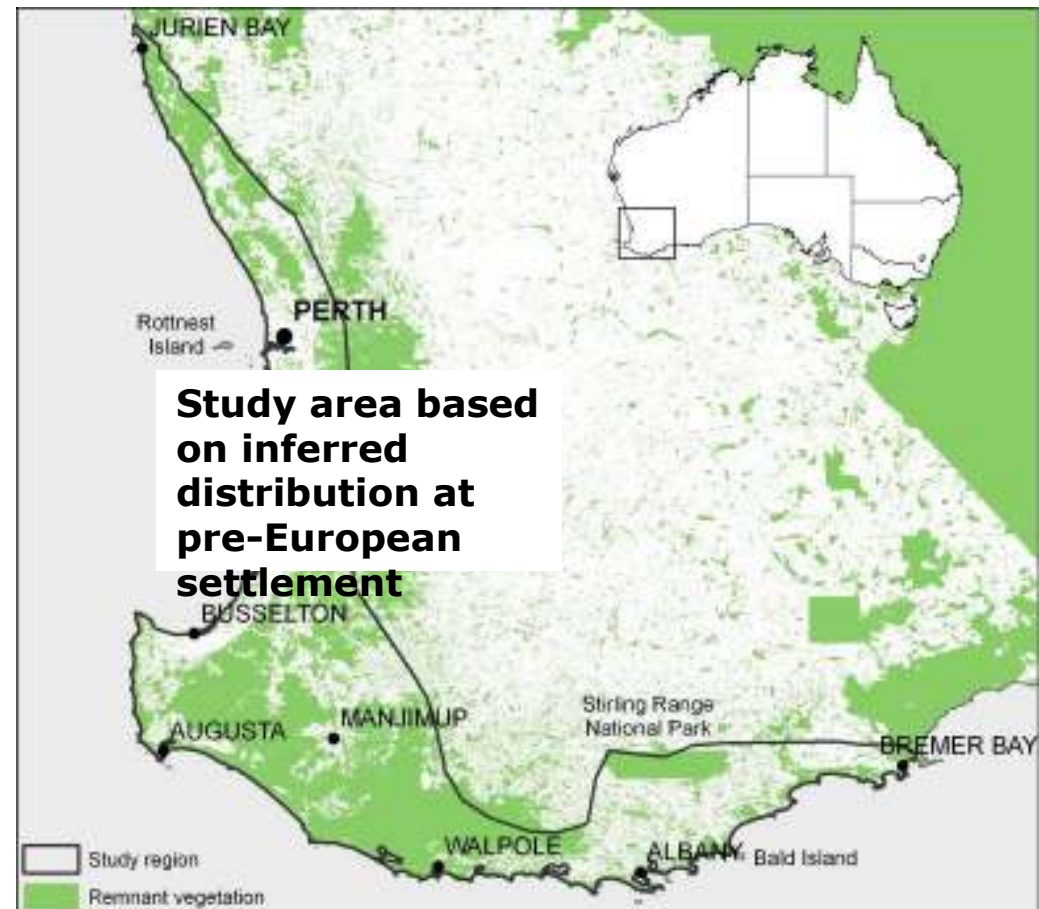 JURIEN BAY
PERTH
Rottnest
Island
Study area based
on inferred
distribution at
pre-European
settlement
BUSSELTON
Stirling Range
National Park
MANJIMUP
AUGUSTA
BREMER BAY
WALPOLE
ALBANY
Bald Island
Study region
Remnant vegetation